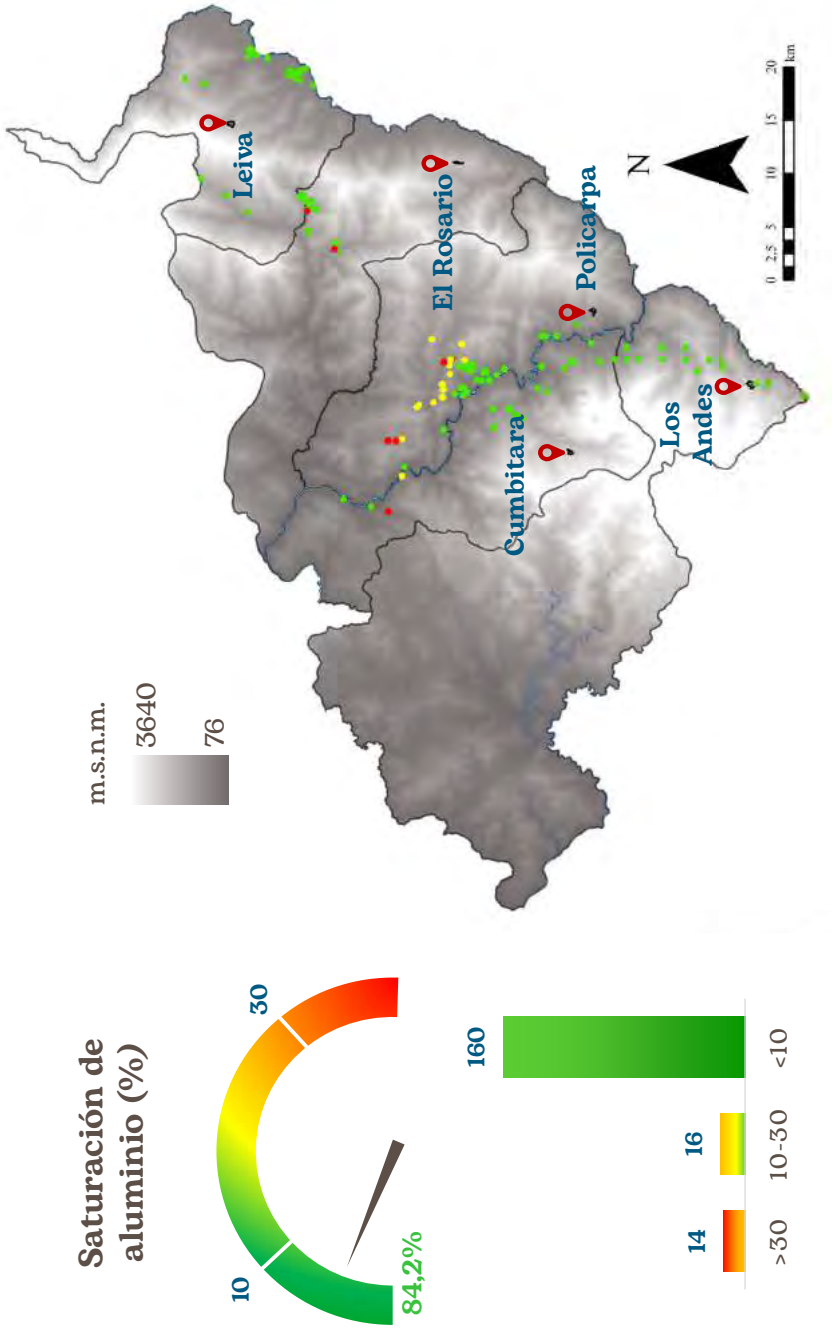 Saturación de
aluminio (%)
10
30
84,2%
14
16
160
>30
10-30
<10
m.s.n.m.
3640
76
Leiva
El Rosario
Policarpa
Cumbitara
Los
Andes
N
0 2,5 5 10 15 20
km